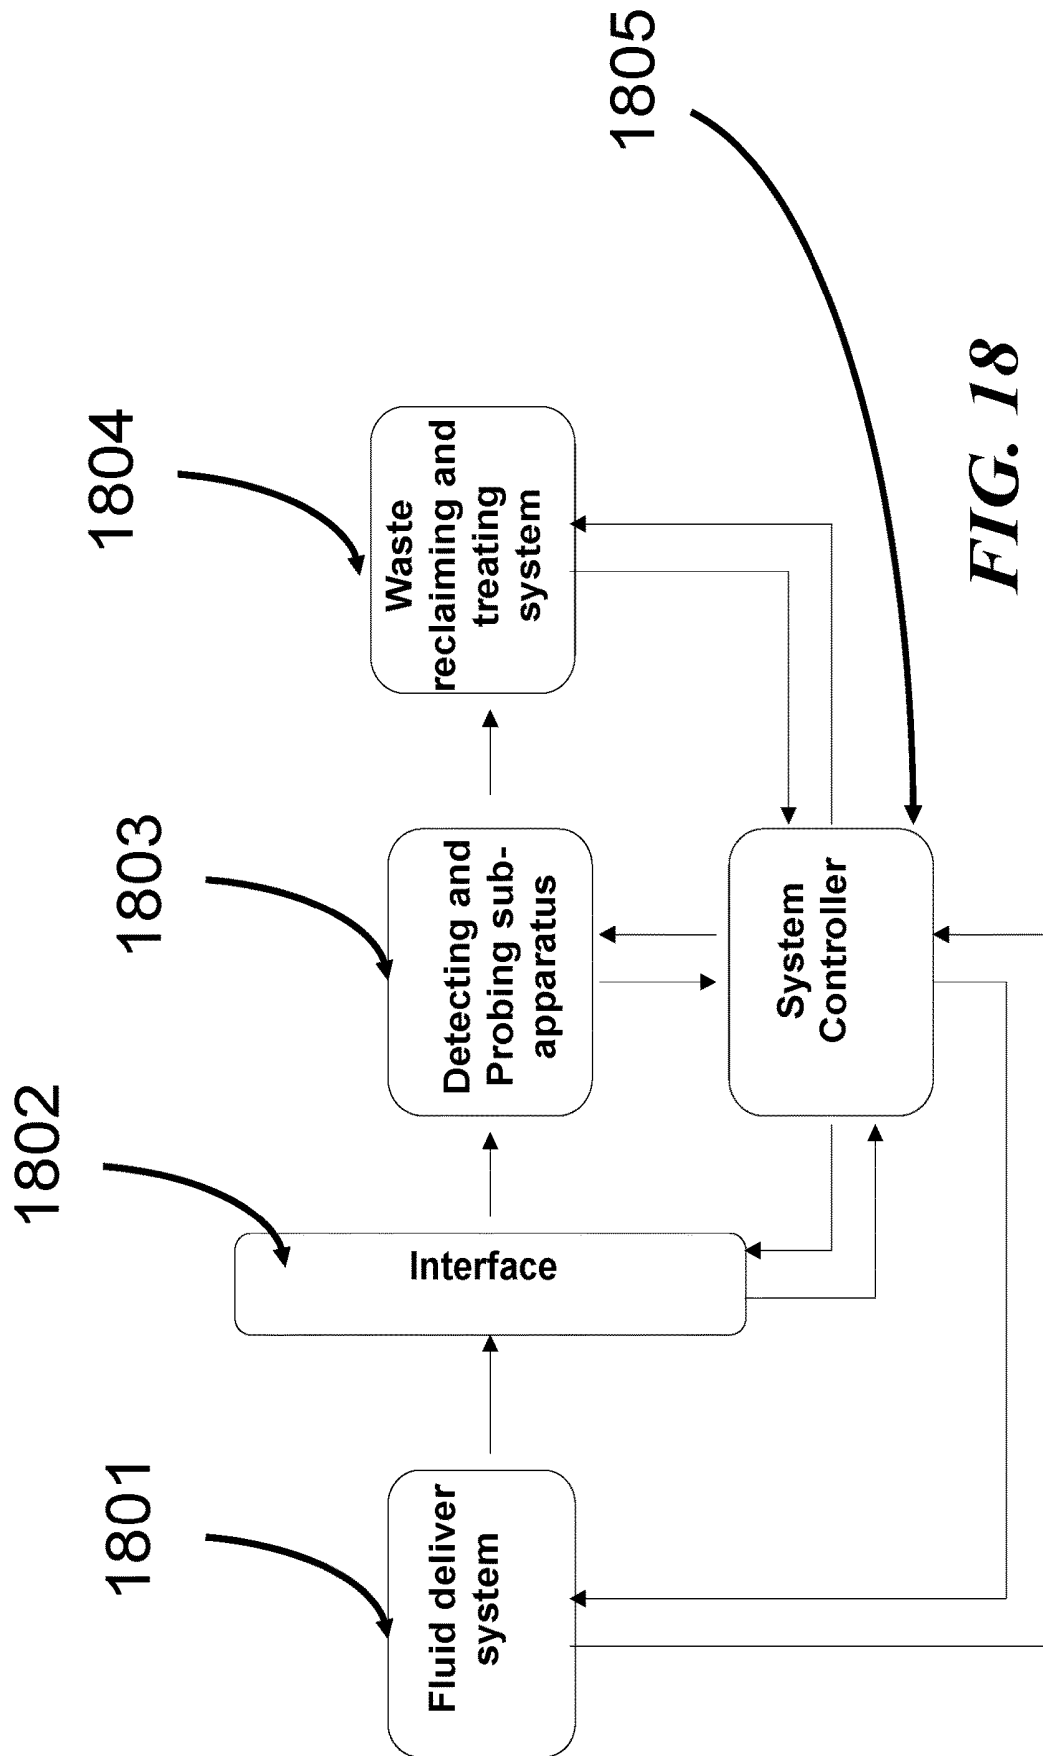 1801
1802
1803
1804
1805
Fluid deliver
system
Interface
Detecting and
Probing sub-
apparatus
Waste
reclaiming and
treating
system
System
Controller
FIG. 18